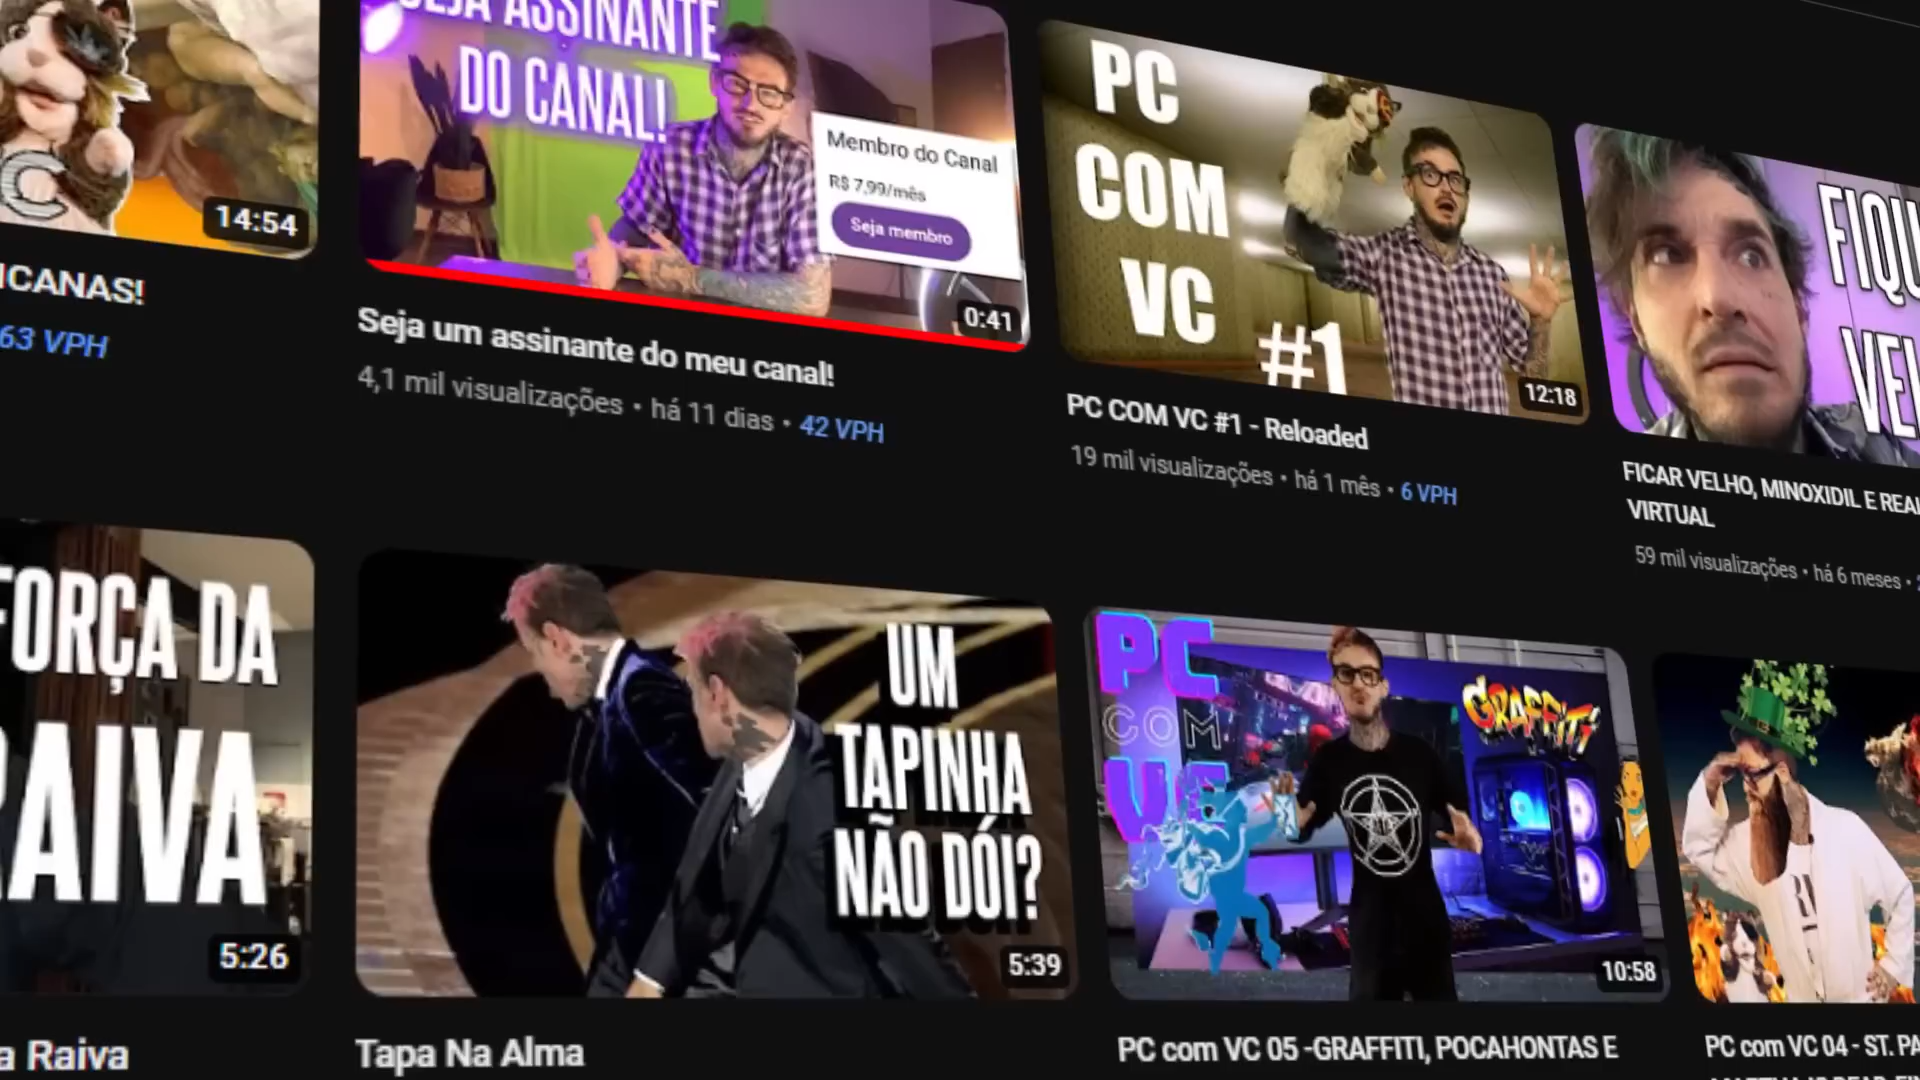 14:54
ICANAS!
63 VPH
SEJA ASSINANTE
DO CANAL!
Membro do Canal
R$ 7,99/mês
Seja membro
0:41
Seja um assinante do meu canal!
4,1 mil visualizações • há 11 dias • 42 VPH
PC
COM
VC
#1
12:18
PC COM VC #1 - Reloaded
19 mil visualizações • há 1 mês • 6 VPH
FIQU
VEL
FICAR VELHO, MINOXIDIL E REAL
VIRTUAL
59 mil visualizações • há 6 meses •
FORÇA DA
RAIVA
5:26
a Raiva
UM
TAPINHA
NÃO DÓI?
5:39
Tapa Na Alma
PC
COM
VC
GRAFFITI
10:58
PC com VC 05 -GRAFFITI, POCAHONTAS E
PC com VC 04 - ST. PA